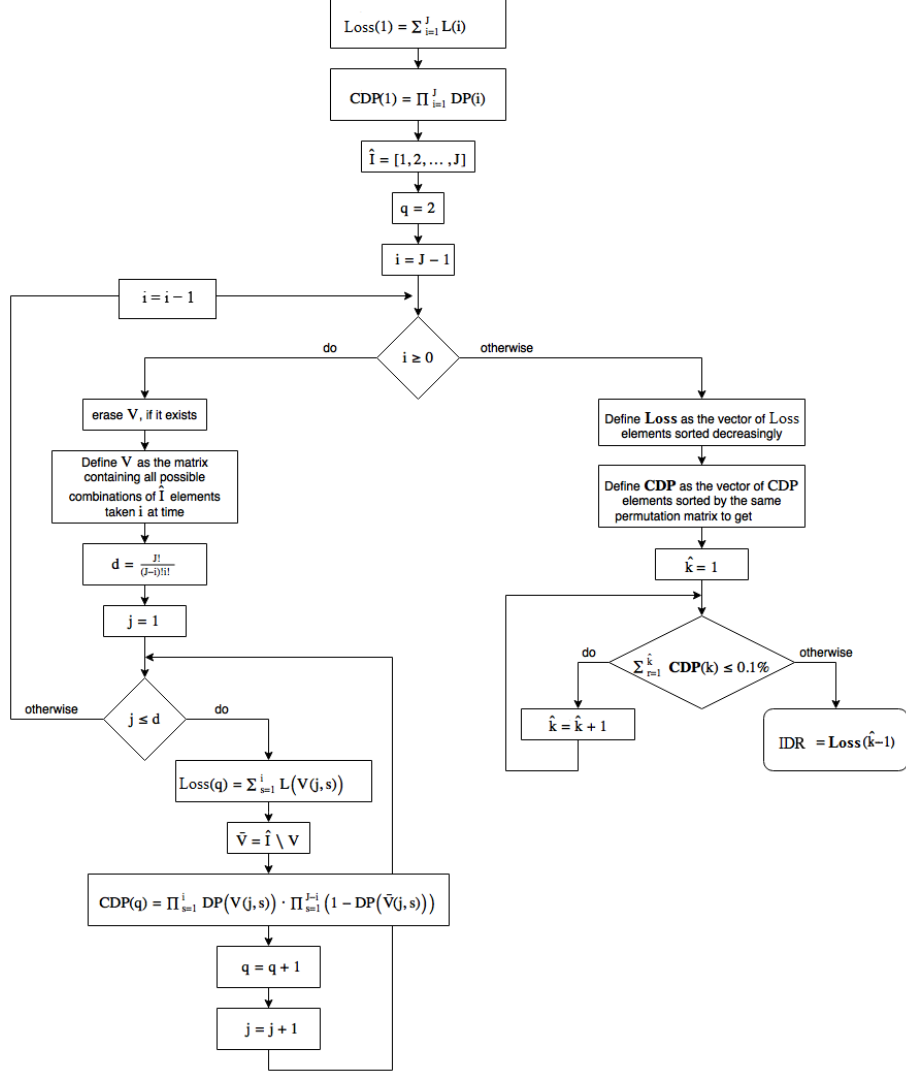 Loss(1) = Σ_{i=1}^{J} L(i)
CDP(1) = ∏_{i=1}^{J} DP(i)
Î = [1, 2, … , J]
q = 2
i = J − 1
i = i − 1
i ≥ 0
do
otherwise
erase V, if it exists
Define V as the matrix
containing all possible
combinations of Î elements
taken i at time
d = J!/((J−i)!i!)
j = 1
j ≤ d
otherwise
do
Loss(q) = Σ_{s=1}^{i} L(V(j, s))
V̄ = Î \ V
CDP(q) = ∏_{s=1}^{i} DP(V(j, s)) · ∏_{s=1}^{J−i} (1 − DP(V̄(j, s)))
q = q + 1
j = j + 1
Define Loss as the vector of Loss
elements sorted decreasingly
Define CDP as the vector of CDP
elements sorted by the same
permutation matrix to get
k̂ = 1
Σ_{r=1}^{k̂} CDP(k) ≤ 0.1%
do
otherwise
k̂ = k̂ + 1
IDR = Loss(k̂−1)